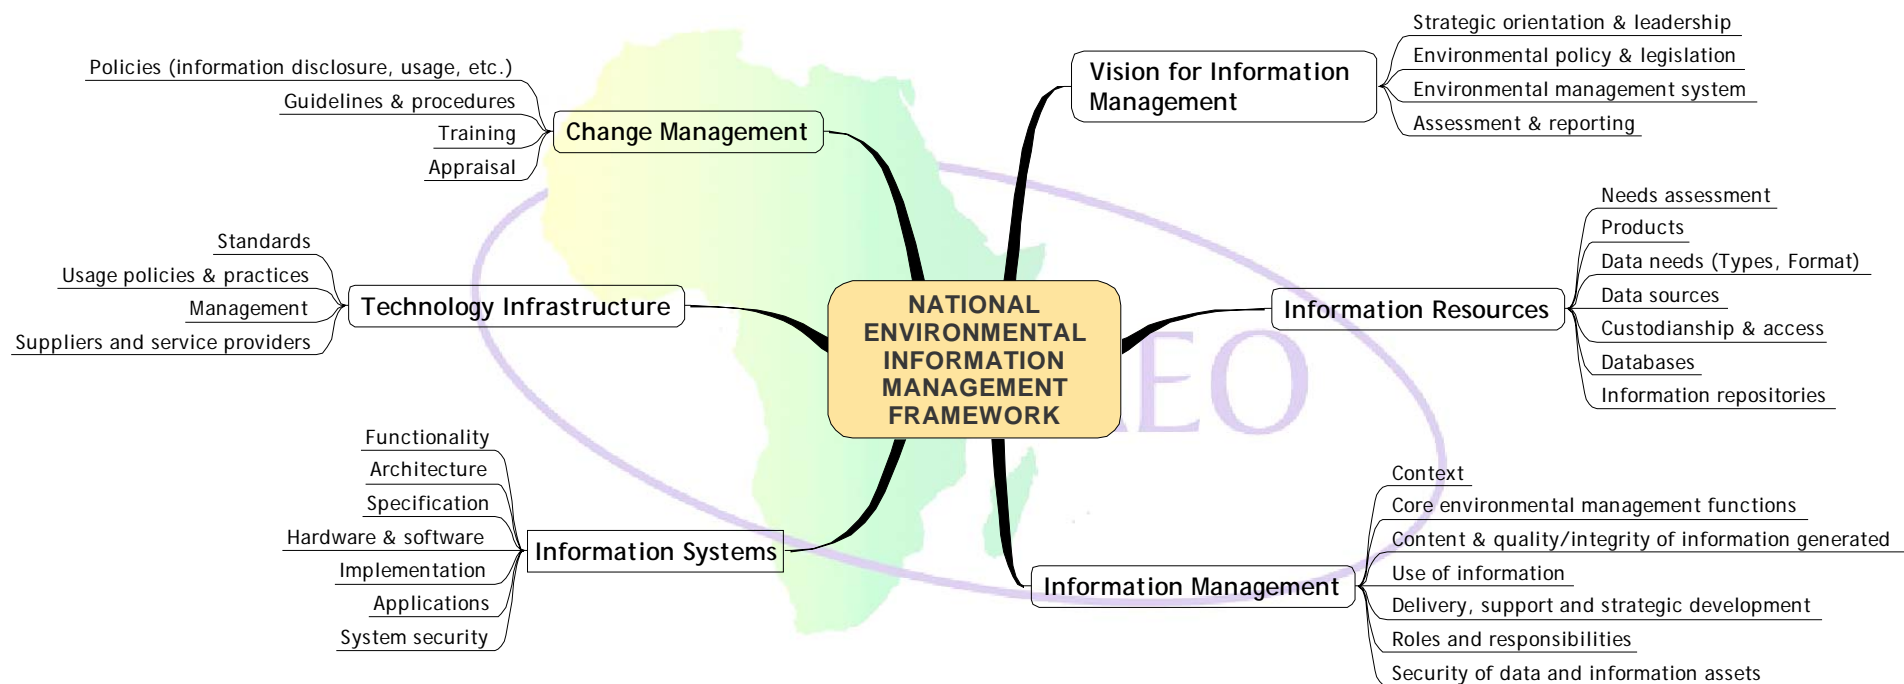 Policies (information disclosure, usage, etc.)
Guidelines & procedures
Training
Appraisal
Change Management
Standards
Usage policies & practices
Management
Suppliers and service providers
Technology Infrastructure
Functionality
Architecture
Specification
Hardware & software
Implementation
Applications
System security
Information Systems
NATIONAL
ENVIRONMENTAL
INFORMATION
MANAGEMENT
FRAMEWORK
AEO
Vision for Information
Management
Strategic orientation & leadership
Environmental policy & legislation
Environmental management system
Assessment & reporting
Information Resources
Needs assessment
Products
Data needs (Types, Format)
Data sources
Custodianship & access
Databases
Information repositories
Information Management
Context
Core environmental management functions
Content & quality/integrity of information generated
Use of information
Delivery, support and strategic development
Roles and responsibilities
Security of data and information assets